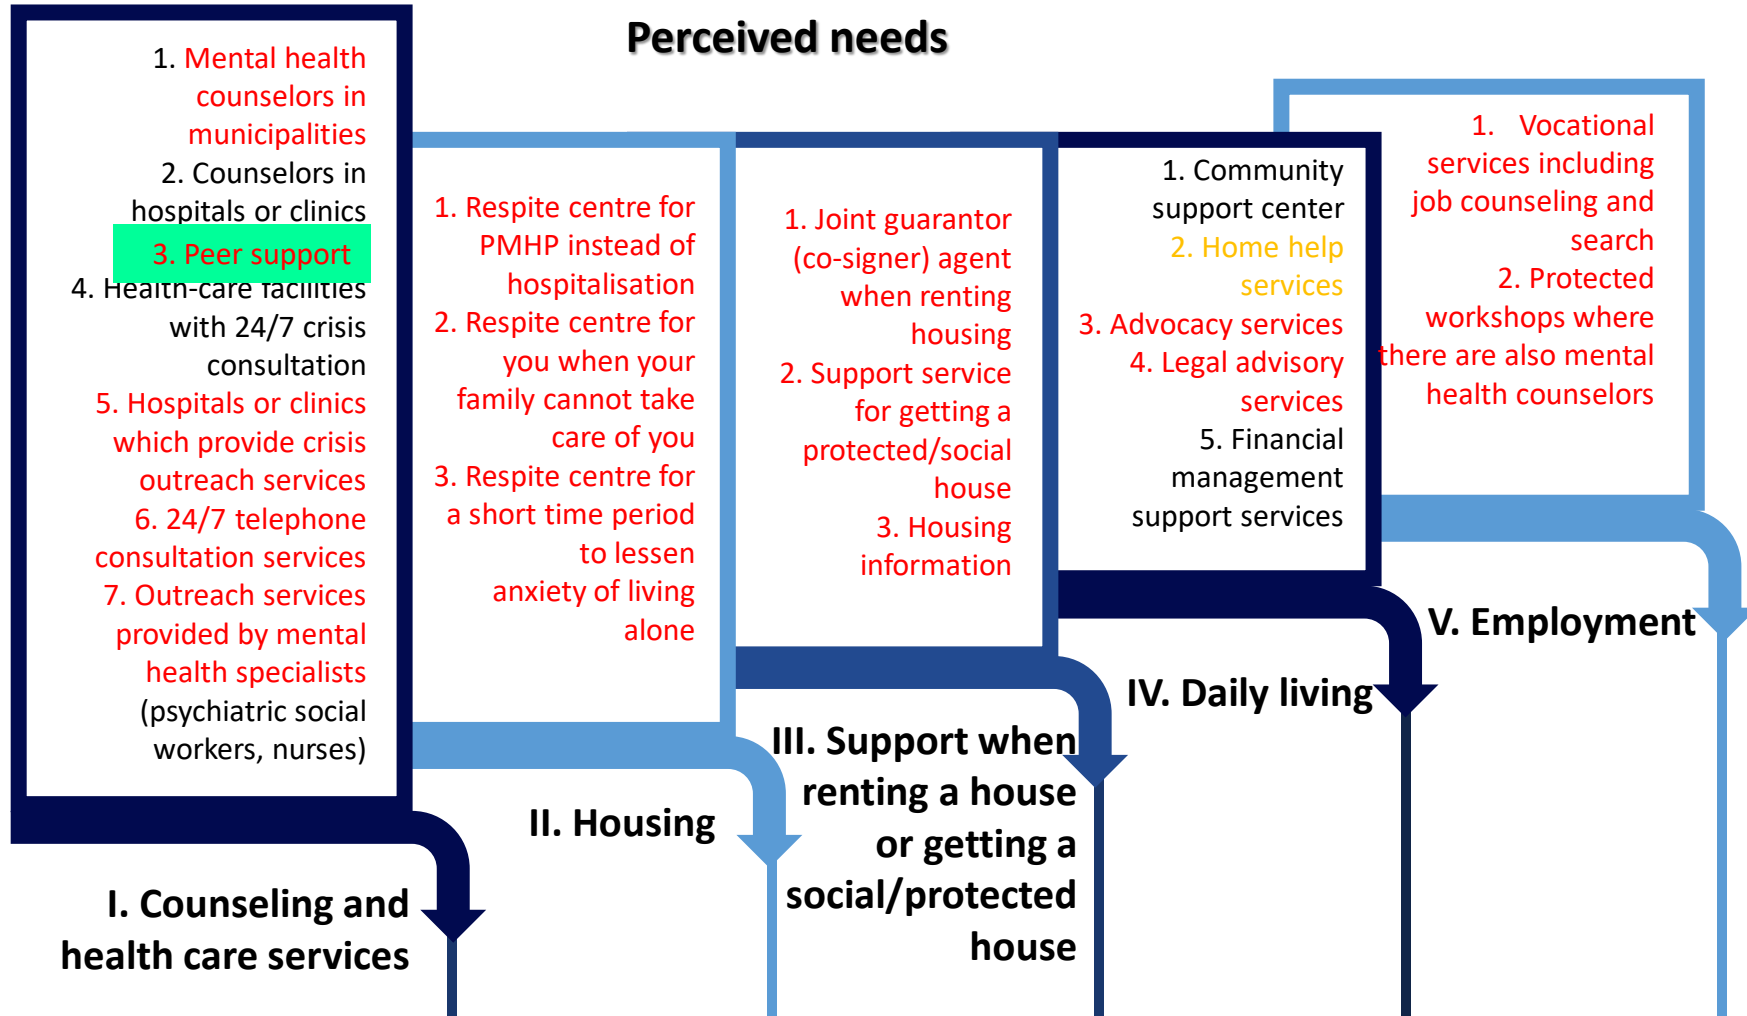 Perceived needs
1. Mental health
counselors in
municipalities
2. Counselors in
hospitals or clinics
3. Peer support
4. Health-care facilities
with 24/7 crisis
consultation
5. Hospitals or clinics
which provide crisis
outreach services
6. 24/7 telephone
consultation services
7. Outreach services
provided by mental
health specialists
(psychiatric social
workers, nurses)
I. Counseling and
health care services
1. Respite centre for
PMHP instead of
hospitalisation
2. Respite centre for
you when your
family cannot take
care of you
3. Respite centre for
a short time period
to lessen
anxiety of living
alone
II. Housing
1. Joint guarantor
(co-signer) agent
when renting
housing
2. Support service
for getting a
protected/social
house
3. Housing
information
III. Support when
renting a house
or getting a
social/protected
house
1. Community
support center
2. Home help
services
3. Advocacy services
4. Legal advisory
services
5. Financial
management
support services
IV. Daily living
1. Vocational
services including
job counseling and
search
2. Protected
workshops where
there are also mental
health counselors
V. Employment